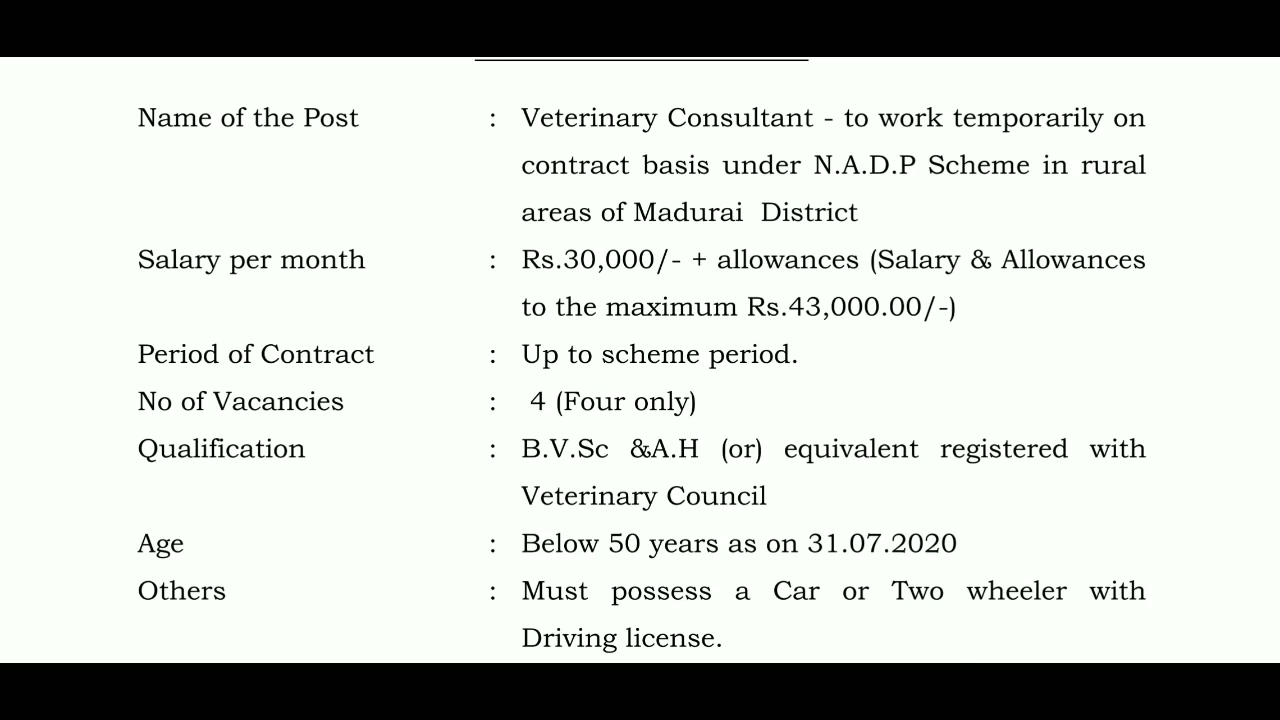 Name of the Post : Veterinary Consultant - to work temporarily on
contract basis under N.A.D.P Scheme in rural
areas of Madurai District
Salary per month : Rs.30,000/- + allowances (Salary & Allowances
to the maximum Rs.43,000.00/-)
Period of Contract : Up to scheme period.
No of Vacancies : 4 (Four only)
Qualification : B.V.Sc &A.H (or) equivalent registered with
Veterinary Council
Age : Below 50 years as on 31.07.2020
Others : Must possess a Car or Two wheeler with
Driving license.